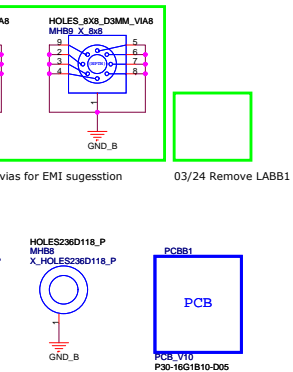 A8
HOLES_8X8_D3MM_VIA8
MHB9 X_8x8
9
2
3
4
5
6
7
8
1
GND_B
vias for EMI sugesstion
03/24 Remove LABB1
HOLES236D118_P
MHB8
X_HOLES236D118_P
1
GND_B
PCBB1
PCB
PCB_V10
P30-16G1B10-D05